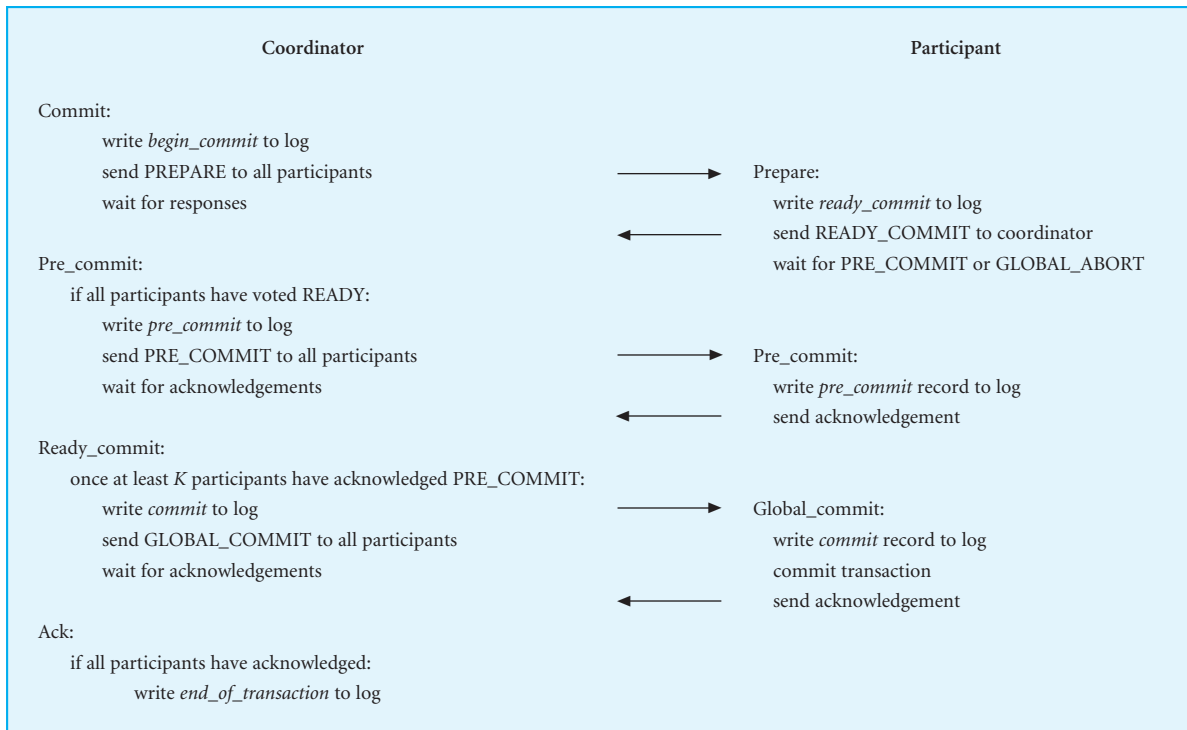 Coordinator Participant
Commit:
write begin_commit to log
send PREPARE to all participants Prepare:
wait for responses write ready_commit to log
send READY_COMMIT to coordinator
Pre_commit: wait for PRE_COMMIT or GLOBAL_ABORT
if all participants have voted READY:
write pre_commit to log
send PRE_COMMIT to all participants Pre_commit:
wait for acknowledgements write pre_commit record to log
send acknowledgement
Ready_commit:
once at least K participants have acknowledged PRE_COMMIT:
write commit to log Global_commit:
send GLOBAL_COMMIT to all participants write commit record to log
wait for acknowledgements commit transaction
send acknowledgement
Ack:
if all participants have acknowledged:
write end_of_transaction to log